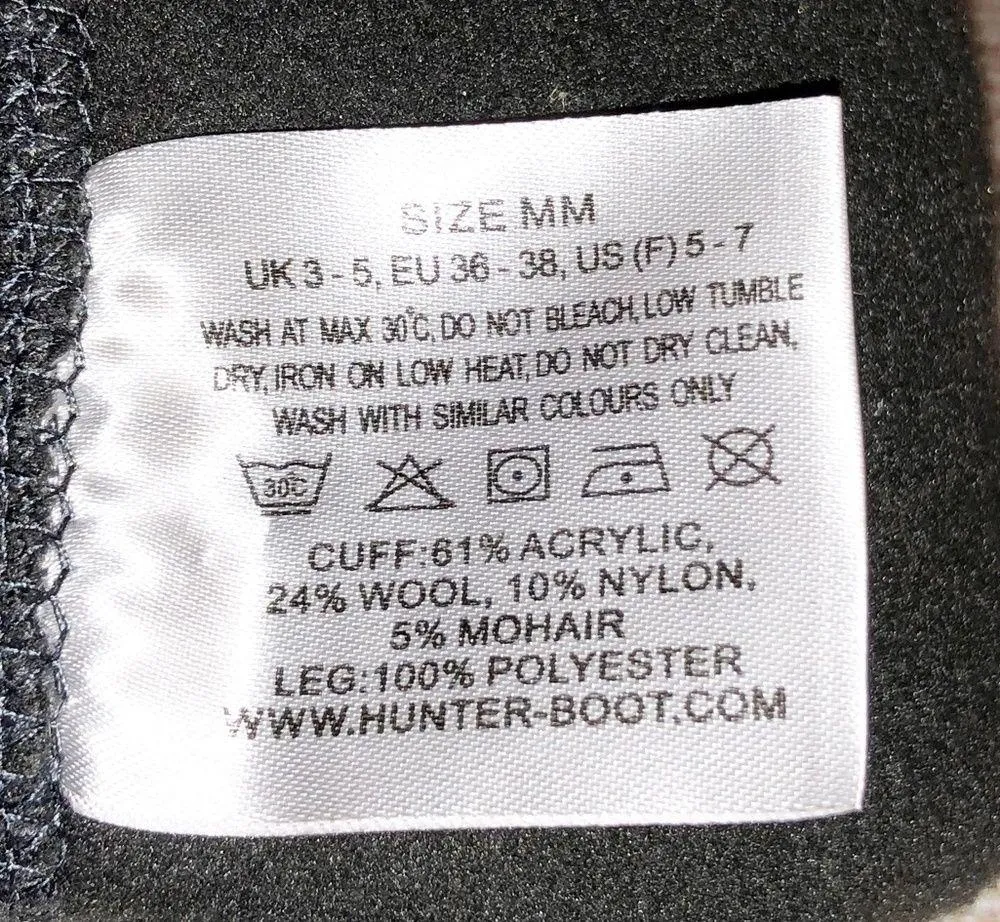 SIZE MM
UK 3 - 5, EU 36 - 38, US (F) 5 - 7
WASH AT MAX 30°C, DO NOT BLEACH, LOW TUMBLE
DRY, IRON ON LOW HEAT, DO NOT DRY CLEAN.
WASH WITH SIMILAR COLOURS ONLY
30C
CUFF:61% ACRYLIC,
24% WOOL, 10% NYLON,
5% MOHAIR
LEG:100% POLYESTER
WWW.HUNTER-BOOT.COM